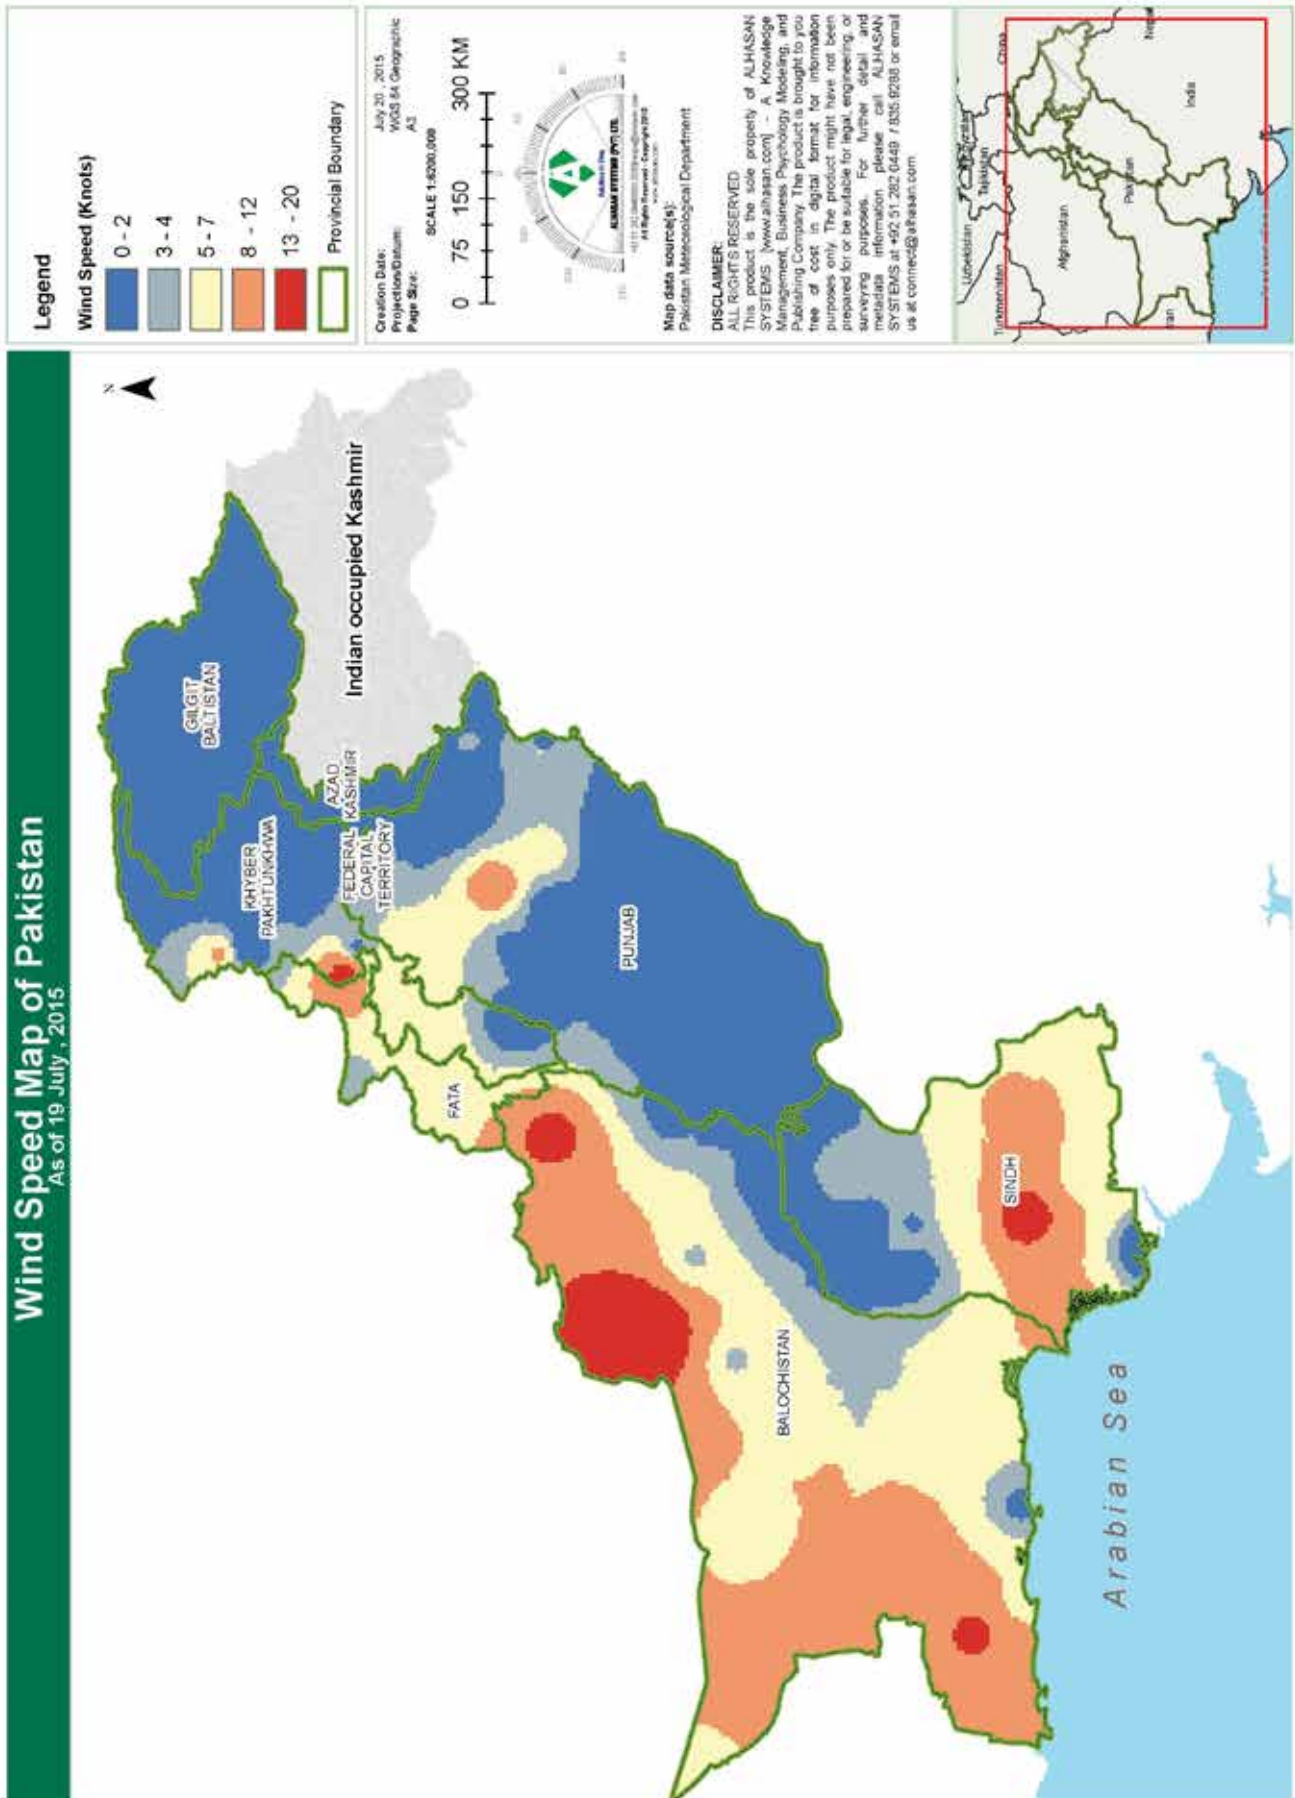 Wind Speed Map of Pakistan
As of 19 July , 2015
N
GILGIT
BALTISTAN
KHYBER
PAKHTUNKHWA
AZAD
KASHMIR
FEDERAL
CAPITAL
TERRITORY
Indian occupied Kashmir
FATA
PUNJAB
BALOCHISTAN
SINDH
Arabian Sea
Legend
Wind Speed (Knots)
0 - 2
3 - 4
5 - 7
8 - 12
13 - 20
Provincial Boundary
Creation Date: July 20 , 2015
Projection/Datum: WGS 84 Geographic
Page Size: A3
SCALE 1:6200,000
0 75 150 300 KM
ALHASAN SYSTEMS (PVT) LTD.
Map data source(s):
Pakistan Meteological Department
DISCLAIMER:
ALL RIGHTS RESERVED
This product is the sole property of ALHASAN
SYSTEMS [www.alhasan.com] - A Knowledge
Management, Business Psychology Modeling, and
Publishing Company. The product is brought to you
free of cost in digital format for information
purposes only. The product might have not been
prepared for or be suitable for legal, engineering, or
surveying purposes. For further detail and
metadata information please call ALHASAN
SYSTEMS at +92.51.282.0449 / 835.9288 or email
us at connect@alhasan.com
Uzbekistan
Tajikistan
China
Turkmenistan
Afghanistan
Pakistan
Iran
India
Nepal